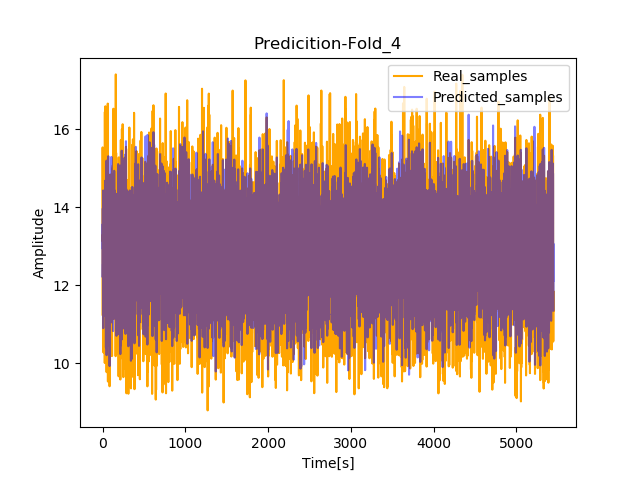 Predicition-Fold_4
Real_samples
Predicted_samples
16
14
12
10
Amplitude
0 1000 2000 3000 4000 5000
Time[s]